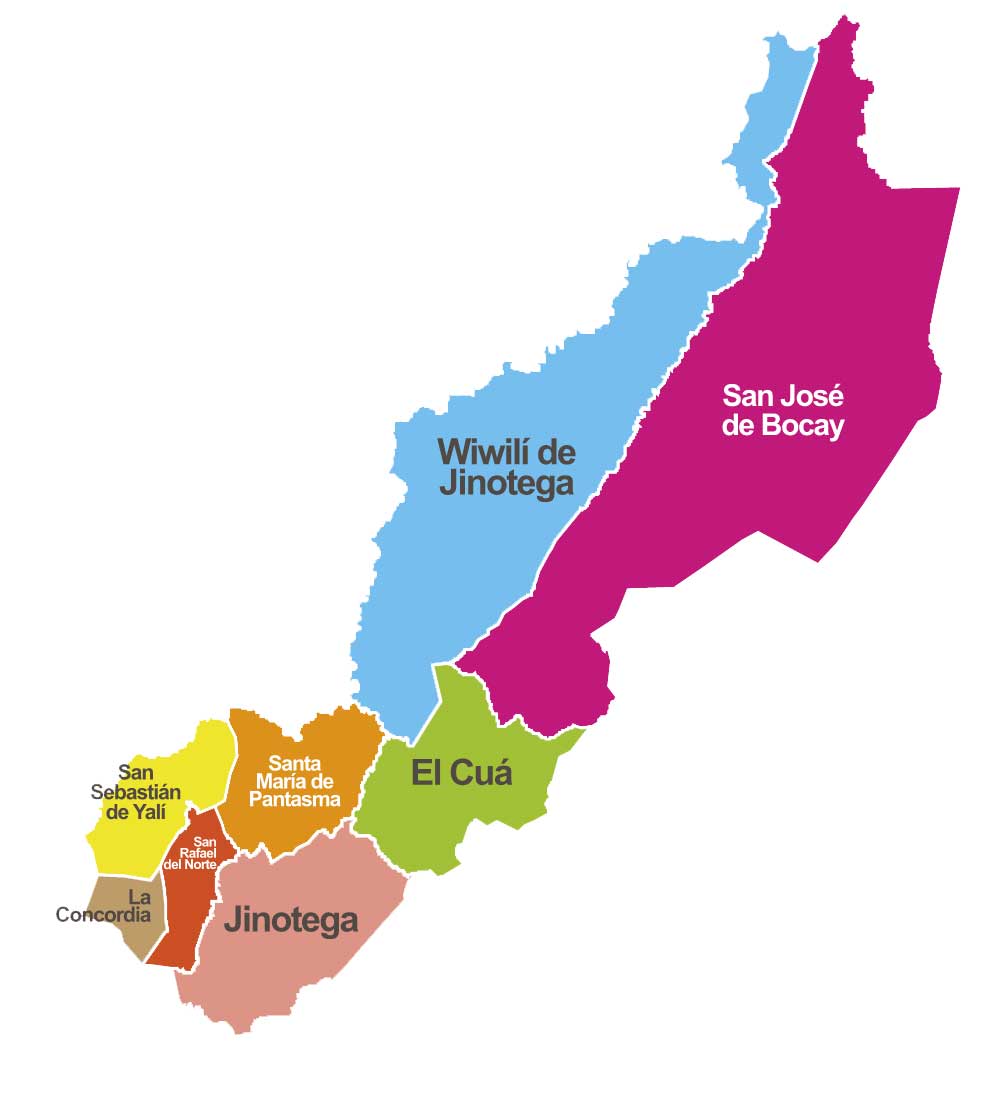 San José
de Bocay
Wiwilí de
Jinotega
El Cuá
Santa
María de
Pantasma
San
Sebastián
de Yalí
San
Rafael
del Norte
La
Concordia
Jinotega